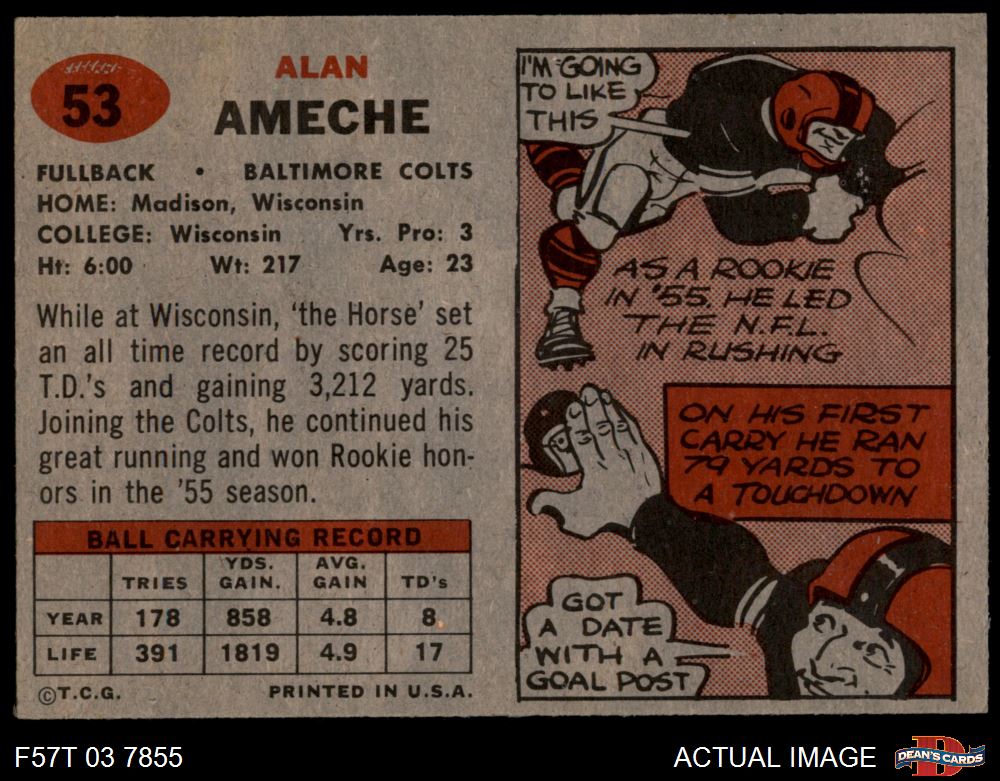 53
ALAN
AMECHE
FULLBACK • BALTIMORE COLTS
HOME: Madison, Wisconsin
COLLEGE: Wisconsin Yrs. Pro: 3
Ht: 6:00 Wt: 217 Age: 23
While at Wisconsin, 'the Horse' set
an all time record by scoring 25
T.D.'s and gaining 3,212 yards.
Joining the Colts, he continued his
great running and won Rookie hon-
ors in the '55 season.
BALL CARRYING RECORD
TRIES YDS. GAIN. AVG. GAIN TD's
YEAR 178 858 4.8 8
LIFE 391 1819 4.9 17
©T.C.G. PRINTED IN U.S.A.
I'M GOING
TO LIKE
THIS
AS A ROOKIE
IN '55, HE LED
THE N.F.L.
IN RUSHING
ON HIS FIRST
CARRY HE RAN
79 YARDS TO
A TOUCHDOWN
GOT
A DATE
WITH A
GOAL POST
F57T 03 7855
ACTUAL IMAGE
D
DEAN'S CARDS